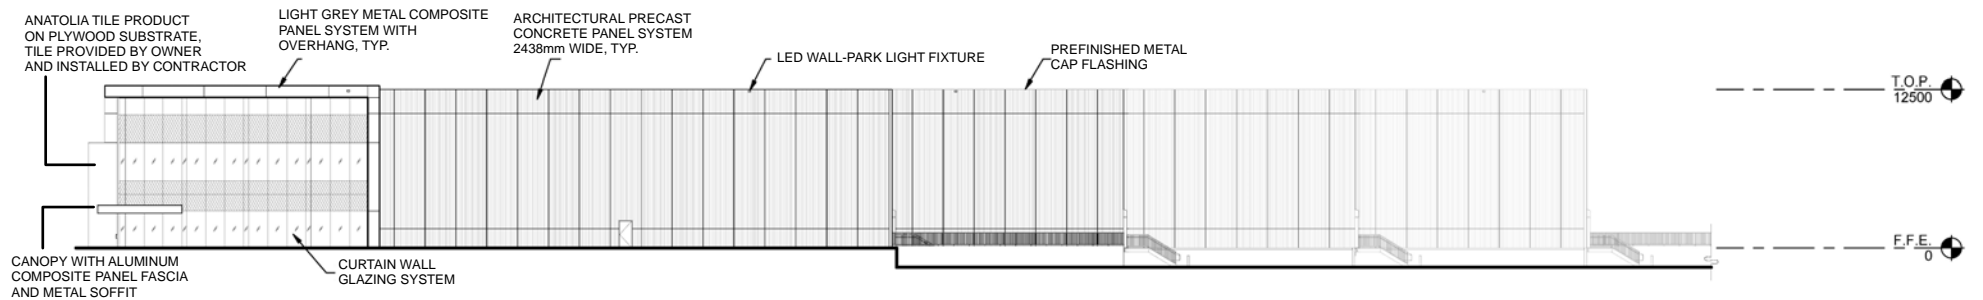 ANATOLIA TILE PRODUCT
ON PLYWOOD SUBSTRATE,
TILE PROVIDED BY OWNER
AND INSTALLED BY CONTRACTOR
LIGHT GREY METAL COMPOSITE
PANEL SYSTEM WITH
OVERHANG, TYP.
ARCHITECTURAL PRECAST
CONCRETE PANEL SYSTEM
2438mm WIDE, TYP.
LED WALL-PARK LIGHT FIXTURE
PREFINISHED METAL
CAP FLASHING
T.O.P.
12500
F.F.E.
0
CANOPY WITH ALUMINUM
COMPOSITE PANEL FASCIA
AND METAL SOFFIT
CURTAIN WALL
GLAZING SYSTEM